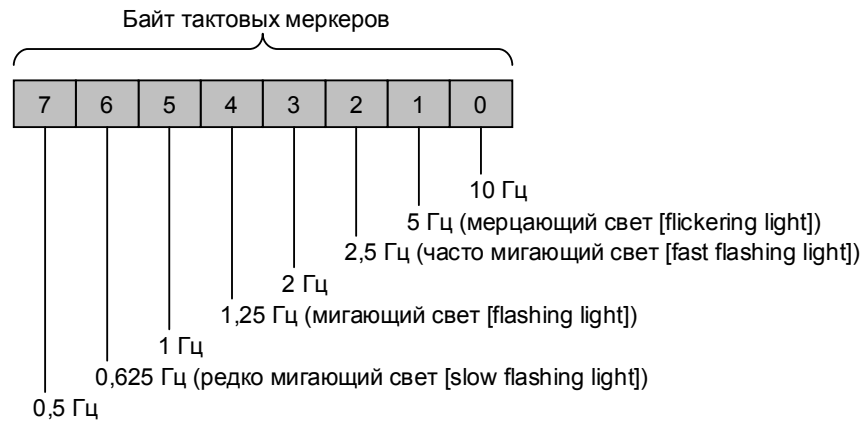 Байт тактовых меркеров
7 6 5 4 3 2 1 0
10 Гц
5 Гц (мерцающий свет [flickering light])
2,5 Гц (часто мигающий свет [fast flashing light])
2 Гц
1,25 Гц (мигающий свет [flashing light])
1 Гц
0,625 Гц (редко мигающий свет [slow flashing light])
0,5 Гц